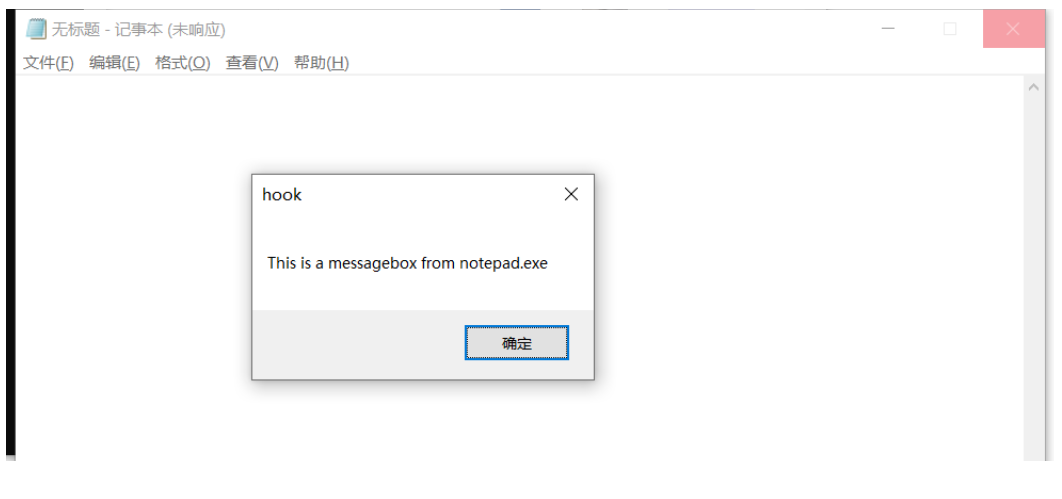 无标题 - 记事本 (未响应)
文件(F) 编辑(E) 格式(O) 查看(V) 帮助(H)
hook
This is a messagebox from notepad.exe
确定